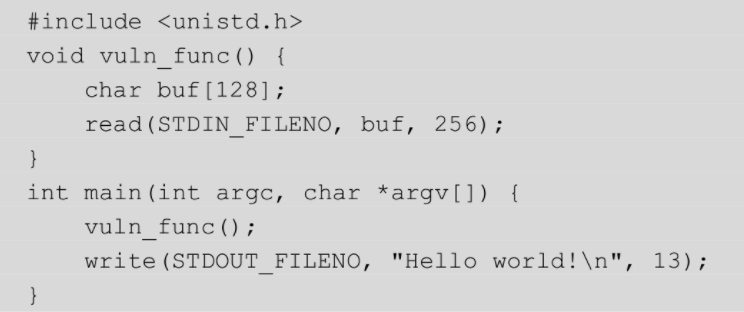 #include <unistd.h>
void vuln_func() {
    char buf[128];
    read(STDIN_FILENO, buf, 256);
}
int main(int argc, char *argv[]) {
    vuln_func();
    write(STDOUT_FILENO, "Hello world!\n", 13);
}